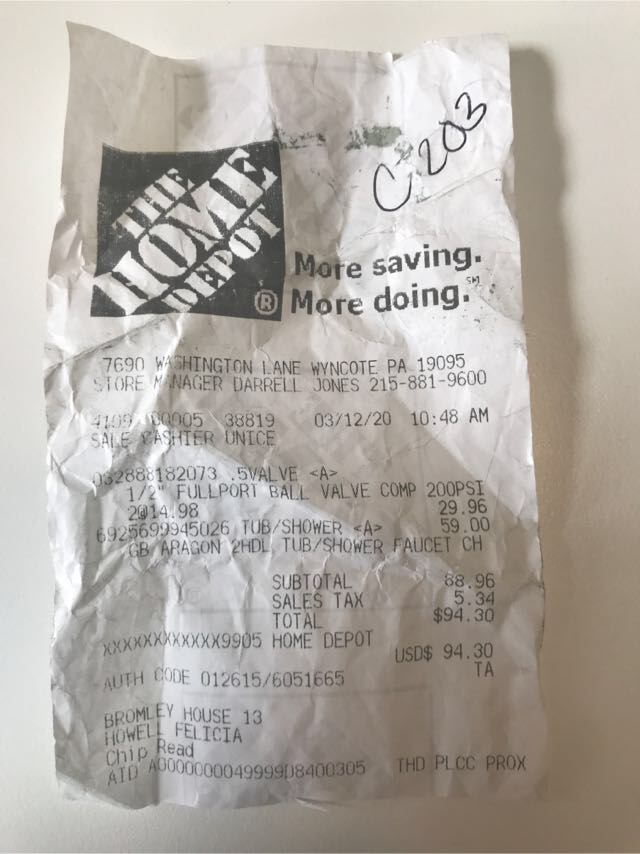 C 203
THE
HOME
DEPOT
®
More saving.
More doing.℠
7690 WASHINGTON LANE WYNCOTE PA 19095
STORE MANAGER DARRELL JONES 215-881-9600
4109 00005 38819 03/12/20 10:48 AM
SALE CASHIER UNICE
032888182073 .5VALVE <A>
1/2" FULLPORT BALL VALVE COMP 200PSI
2@14.98 29.96
6925699945026 TUB/SHOWER <A> 59.00
GB ARAGON 2HDL TUB/SHOWER FAUCET CH
SUBTOTAL 88.96
SALES TAX 5.34
TOTAL $94.30
XXXXXXXXXXXX9905 HOME DEPOT
USD$ 94.30
AUTH CODE 012615/6051665 TA
BROMLEY HOUSE 13
HOWELL FELICIA
Chip Read
AID A0000000049999D8400305 THD PLCC PROX